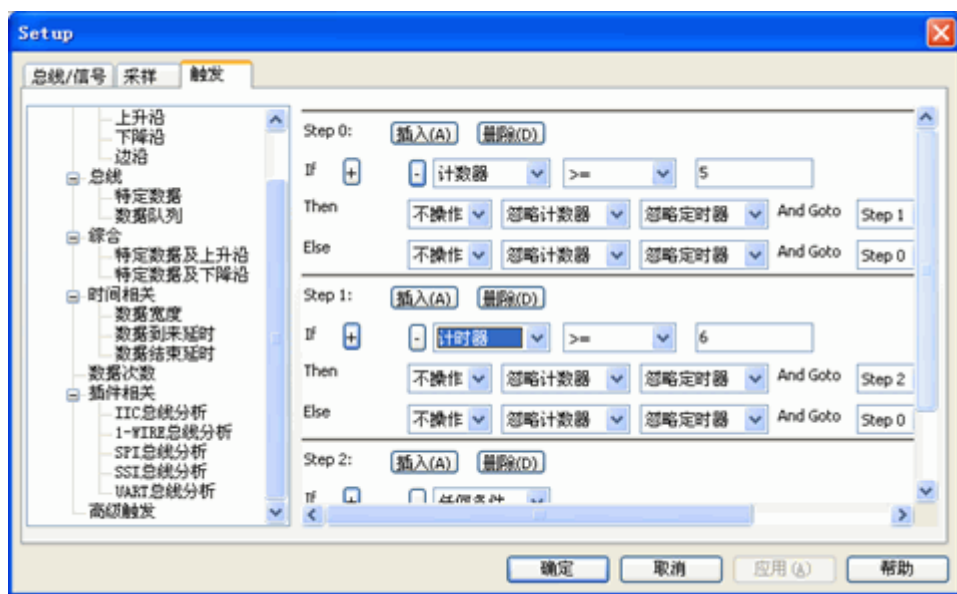 Setup
总线/信号 采样 触发
上升沿
下降沿
边沿
总线
特定数据
数据队列
综合
特定数据及上升沿
特定数据及下降沿
时间相关
数据宽度
数据到来延时
数据结束延时
数据次数
插件相关
IIC总线分析
1-WIRE总线分析
SPI总线分析
SSI总线分析
UART总线分析
高级触发
Step 0: 插入(A) 删除(D)
If + - 计数器 >= 5
Then 不操作 忽略计数器 忽略定时器 And Goto Step 1
Else 不操作 忽略计数器 忽略定时器 And Goto Step 0
Step 1: 插入(A) 删除(D)
If + - 计时器 >= 6
Then 不操作 忽略计数器 忽略定时器 And Goto Step 2
Else 不操作 忽略计数器 忽略定时器 And Goto Step 0
Step 2: 插入(A) 删除(D)
If + 任何条件
确定 取消 应用(A) 帮助